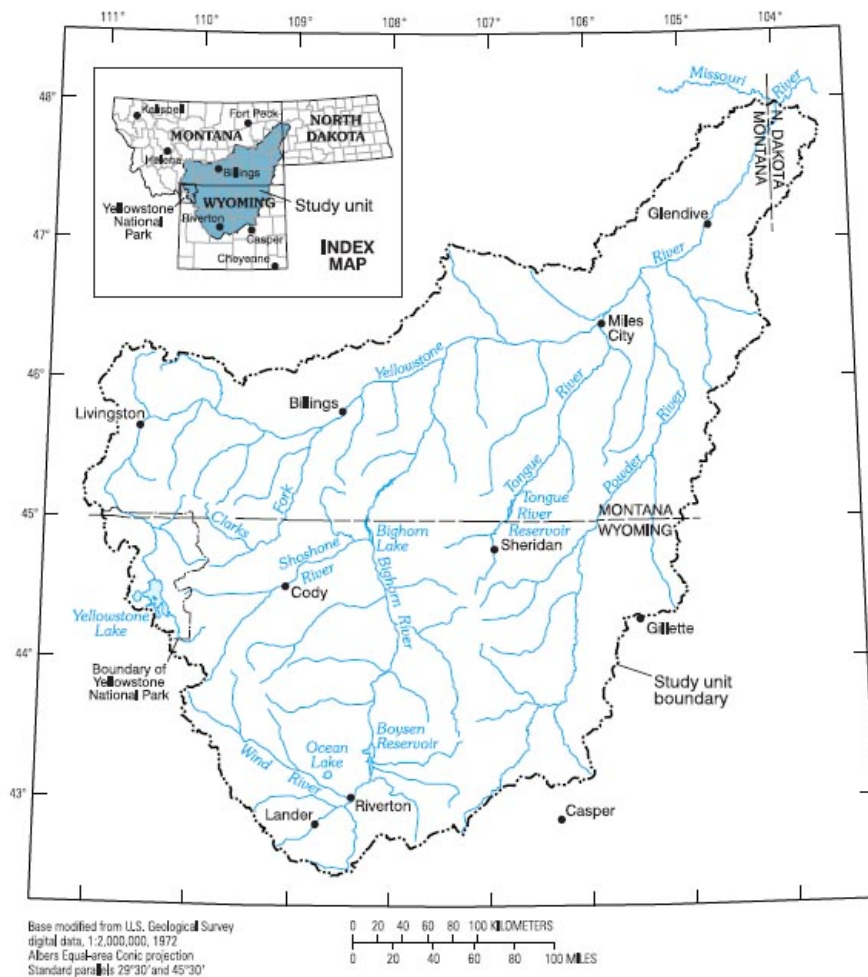 111°
110°
109°
108°
107°
106°
105°
104°
48°
47°
46°
45°
44°
43°
Kalispell
Fort Peck
MONTANA
NORTH
DAKOTA
Helena
Billings
Yellowstone
National
Park
WYOMING
Study unit
Riverton
Casper
Cheyenne
INDEX
MAP
Missouri
River
N. DAKOTA
MONTANA
Glendive
River
Miles
City
Yellowstone
Billings
Livingston
River
River
Tongue
Powder
Fork
Clarks
Tongue
River
Reservoir
MONTANA
WYOMING
Bighorn
Lake
Sheridan
Shoshone
River
Cody
Bighorn
River
Yellowstone
Lake
Gillette
Boundary of
Yellowstone
National Park
Study unit
boundary
Boysen
Reservoir
Ocean
Lake
Wind
River
Riverton
Lander
Casper
Base modified from U.S. Geological Survey
digital data, 1:2,000,000, 1972
Albers Equal-area Conic projection
Standard parallels 29°30' and 45°30'
0 20 40 60 80 100 KILOMETERS
0 20 40 60 80 100 MILES